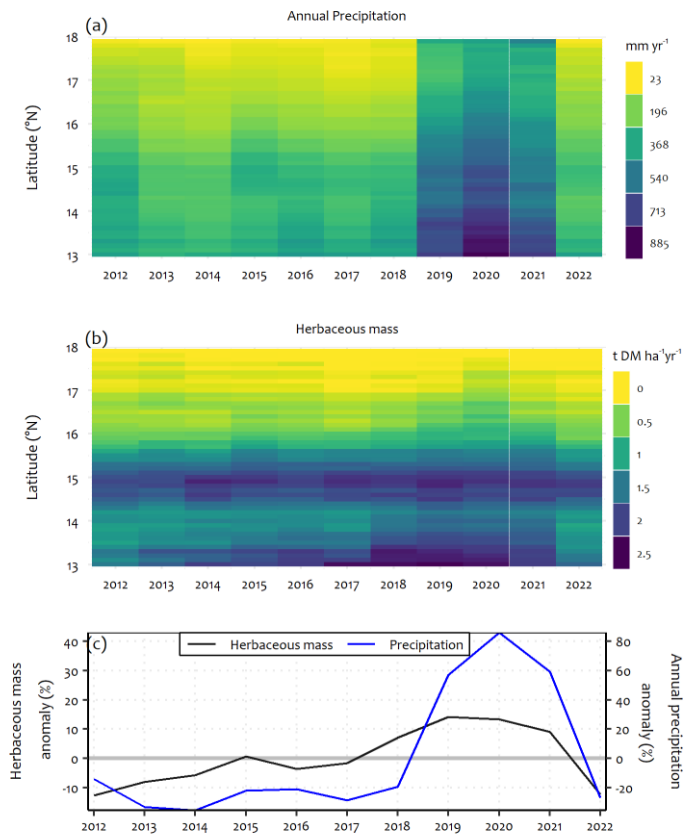 Annual Precipitation
(a)
18
17
16
15
14
13
Latitude (°N)
2012 2013 2014 2015 2016 2017 2018 2019 2020 2021 2022
mm yr⁻¹
23
196
368
540
713
885
Herbaceous mass
(b)
18
17
16
15
14
13
Latitude (°N)
2012 2013 2014 2015 2016 2017 2018 2019 2020 2021 2022
t DM ha⁻¹yr⁻¹
0
0.5
1
1.5
2
2.5
(c)
Herbaceous mass Precipitation
Herbaceous mass
anomaly (%)
40
30
20
10
0
-10
80
60
40
20
0
-20
Annual precipitation
anomaly (%)
2012 2013 2014 2015 2016 2017 2018 2019 2020 2021 2022